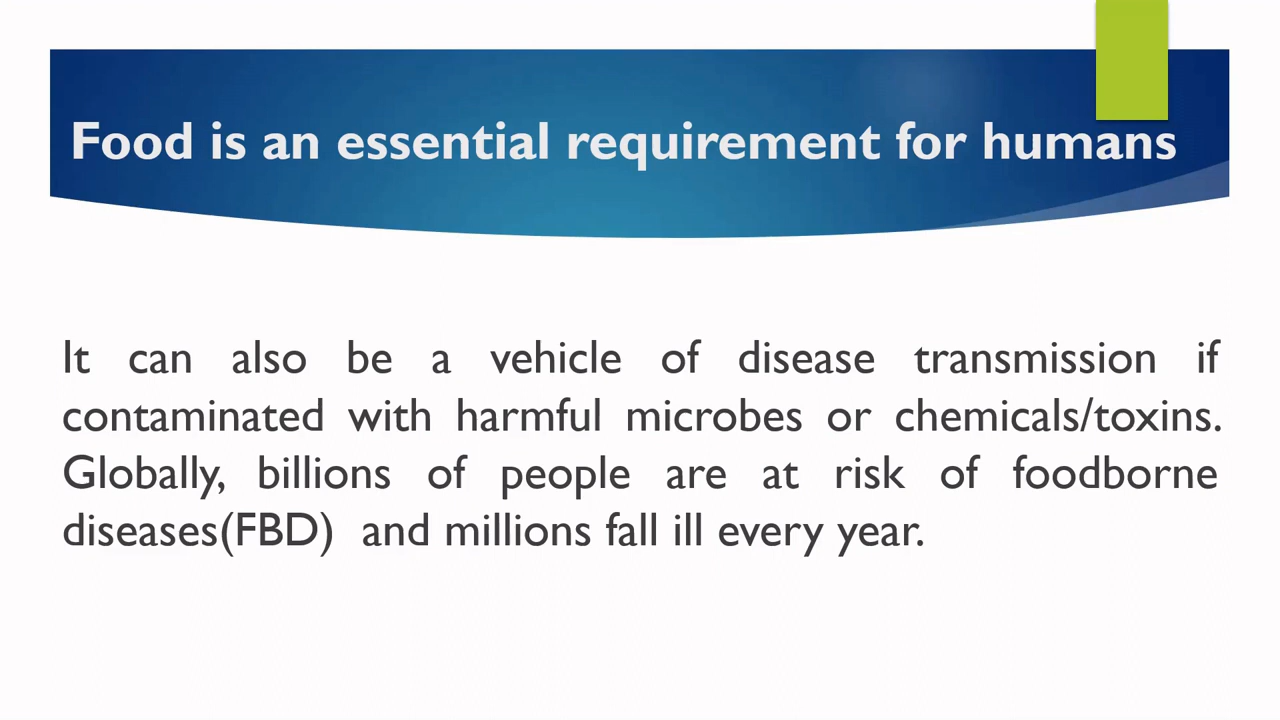 Food is an essential requirement for humans
It can also be a vehicle of disease transmission if
contaminated with harmful microbes or chemicals/toxins.
Globally, billions of people are at risk of foodborne
diseases(FBD)  and millions fall ill every year.